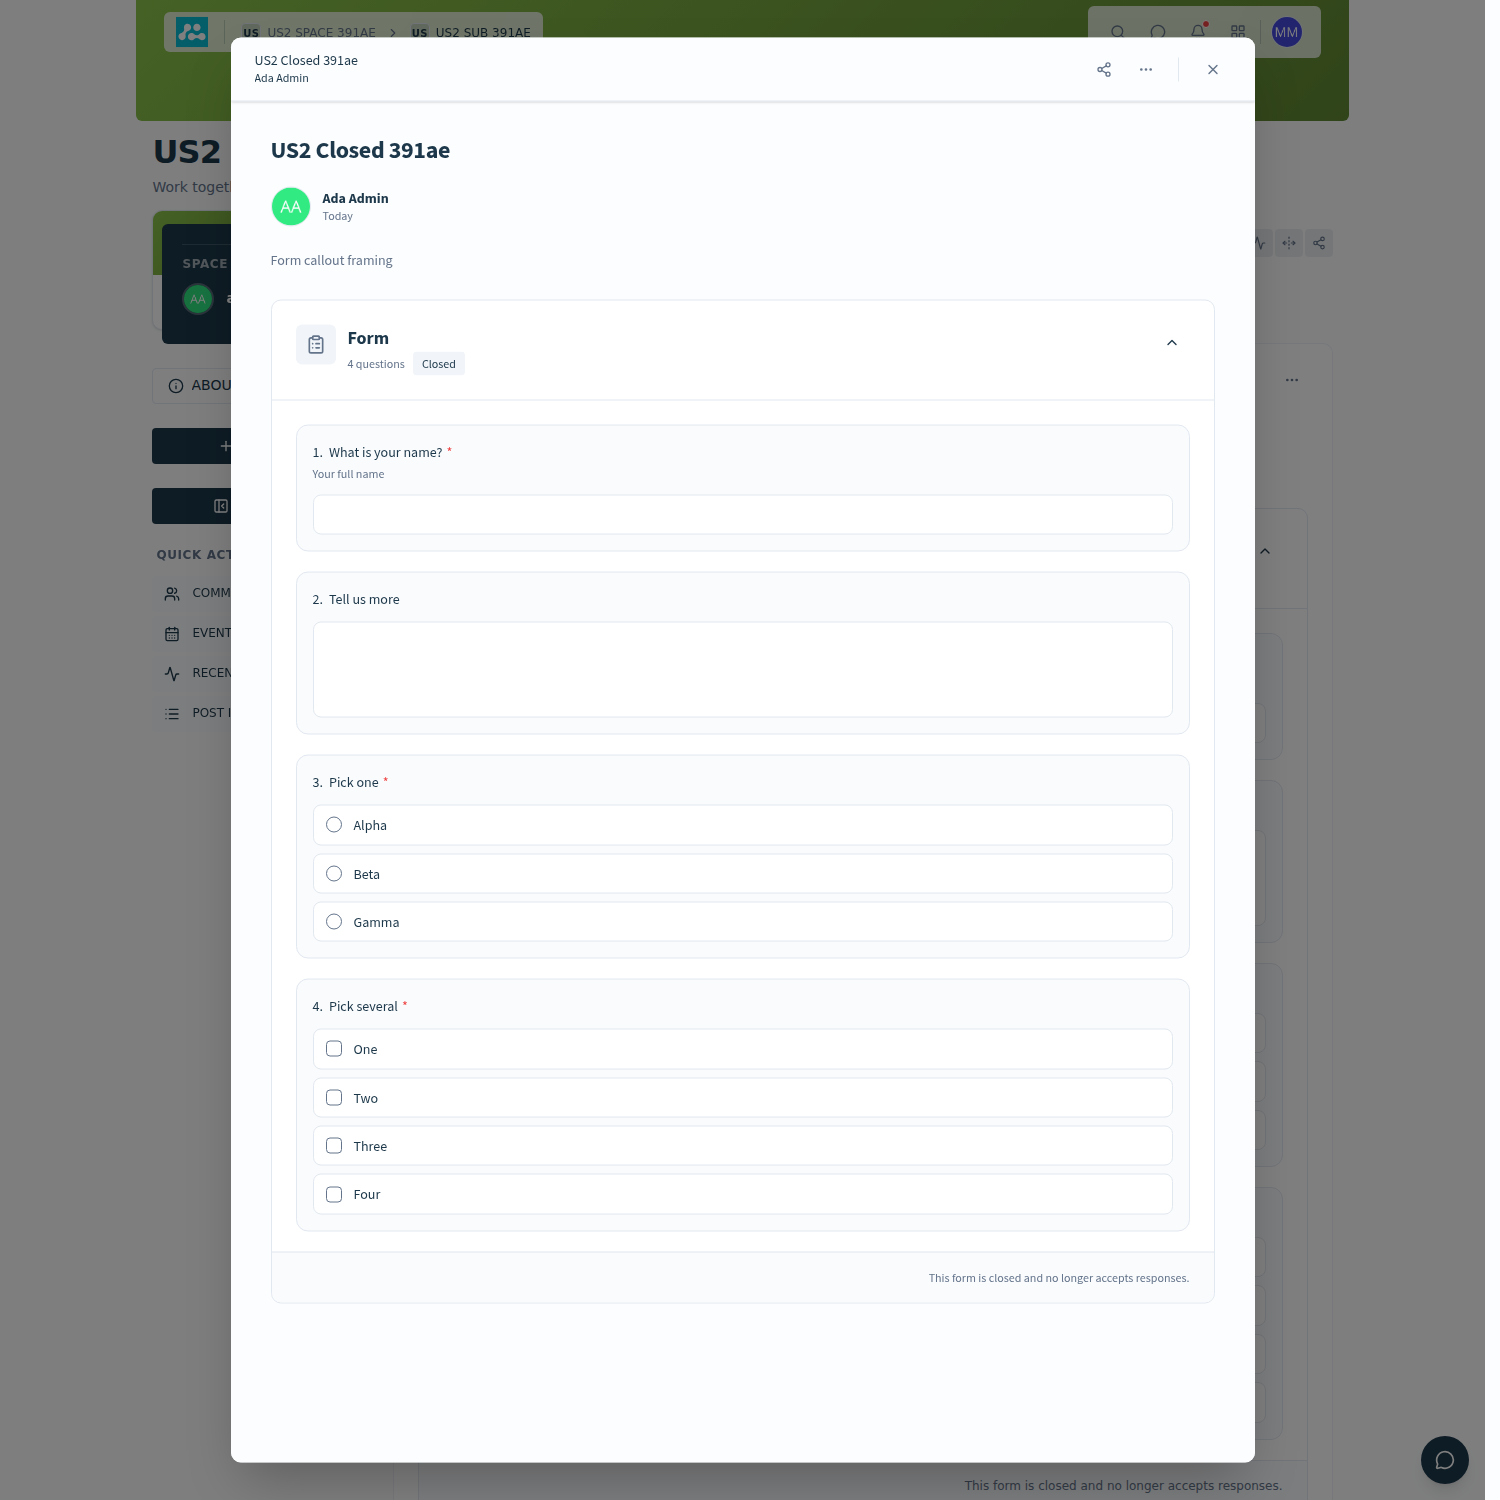 US US2 SPACE 391AE > US US2 SUB 391AE
MM
US2 Closed 391ae
Ada Admin
US2
Work toget
SPACE
AA
ABOU
QUICK ACT
COMM
EVENT
RECEN
POST
US2 Closed 391ae
AA
Ada Admin
Today
Form callout framing
Form
4 questions Closed
1. What is your name? *
Your full name
2. Tell us more
3. Pick one *
Alpha
Beta
Gamma
4. Pick several *
One
Two
Three
Four
This form is closed and no longer accepts responses.
This form is closed and no longer accepts responses.